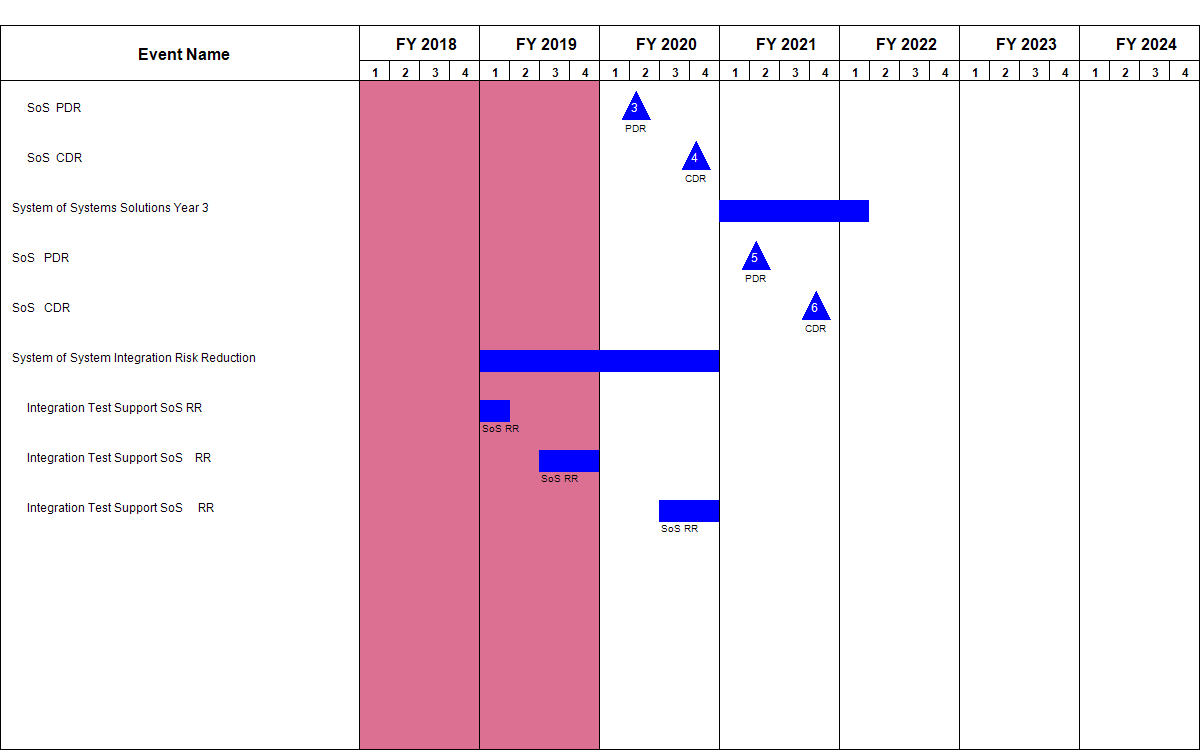 Event Name FY 2018 FY 2019 FY 2020 FY 2021 FY 2022 FY 2023 FY 2024
1 2 3 4 1 2 3 4 1 2 3 4 1 2 3 4 1 2 3 4 1 2 3 4 1 2 3 4
SoS PDR 3
PDR
SoS CDR 4
CDR
System of Systems Solutions Year 3
SoS PDR 5
PDR
SoS CDR 6
CDR
System of System Integration Risk Reduction
Integration Test Support SoS RR
SoS RR
Integration Test Support SoS RR
SoS RR
Integration Test Support SoS RR
SoS RR